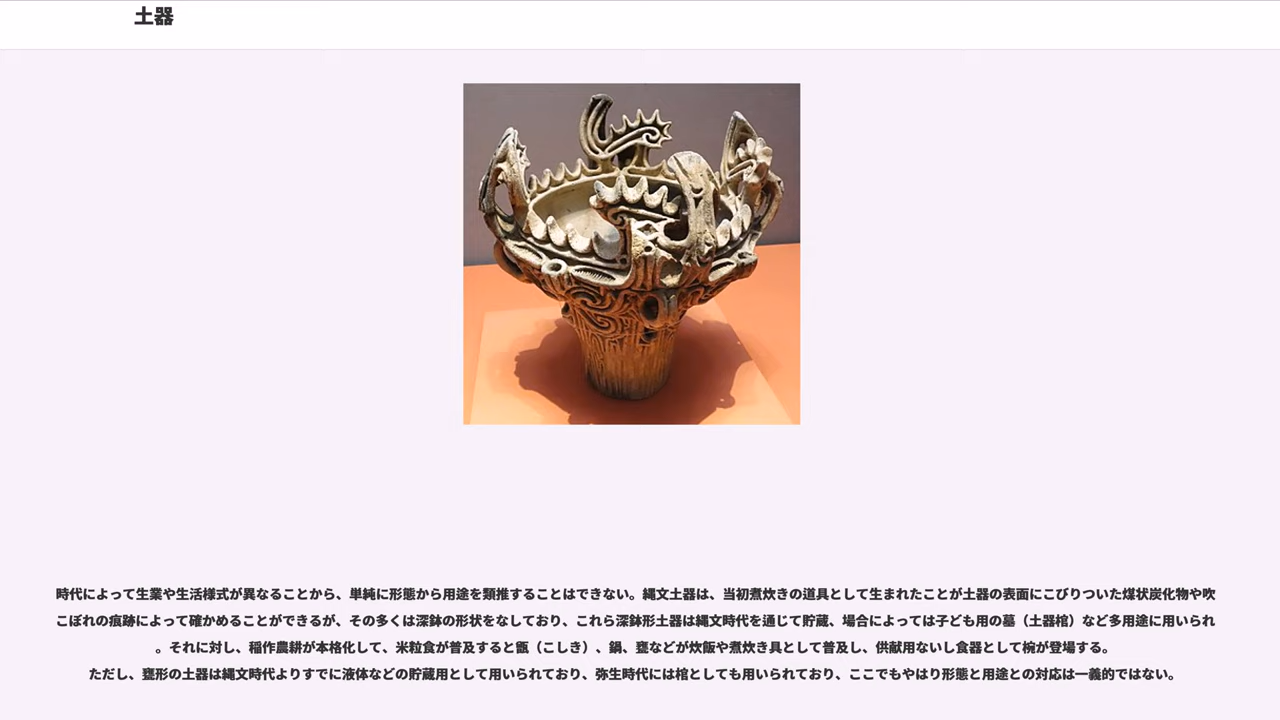 土器
時代によって生業や生活様式が異なることから、単純に形態から用途を類推することはできない。縄文土器は、当初煮炊きの道具として生まれたことが土器の表面にこびりついた煤状炭化物や吹
こぼれの痕跡によって確かめることができるが、その多くは深鉢の形状をなしており、これら深鉢形土器は縄文時代を通じて貯蔵、場合によっては子ども用の墓（土器棺）など多用途に用いられ
。それに対し、稲作農耕が本格化して、米粒食が普及すると甑（こしき）、鍋、甕などが炊飯や煮炊き具として普及し、供献用ないし食器として椀が登場する。
ただし、甕形の土器は縄文時代よりすでに液体などの貯蔵用として用いられており、弥生時代には棺としても用いられており、ここでもやはり形態と用途との対応は一義的ではない。